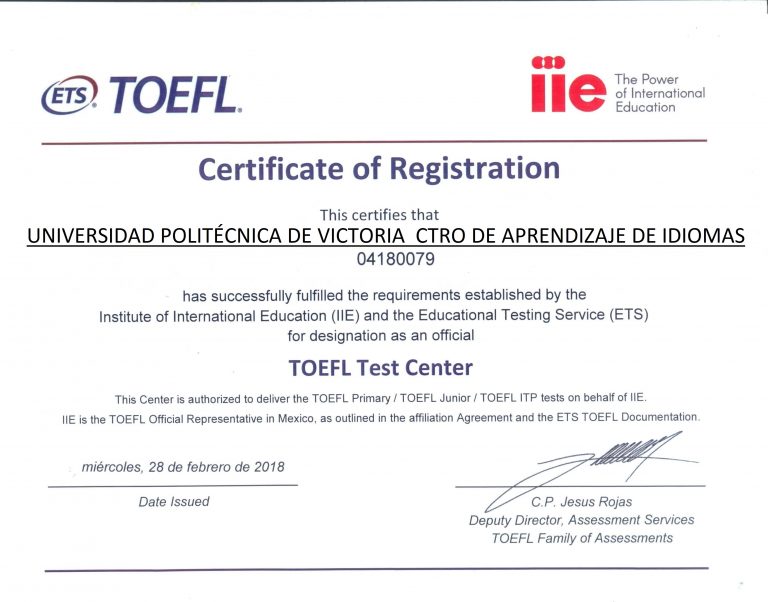 ETS® TOEFL®
iie The Power
of International
Education
Certificate of Registration
This certifies that
UNIVERSIDAD POLITÉCNICA DE VICTORIA CTRO DE APRENDIZAJE DE IDIOMAS
04180079
has successfully fulfilled the requirements established by the
Institute of International Education (IIE) and the Educational Testing Service (ETS)
for designation as an official
TOEFL Test Center
This Center is authorized to deliver the TOEFL Primary / TOEFL Junior / TOEFL ITP tests on behalf of IIE.
IIE is the TOEFL Official Representative in Mexico, as outlined in the affiliation Agreement and the ETS TOEFL Documentation.
miércoles, 28 de febrero de 2018
Date Issued
C.P. Jesus Rojas
Deputy Director, Assessment Services
TOEFL Family of Assessments